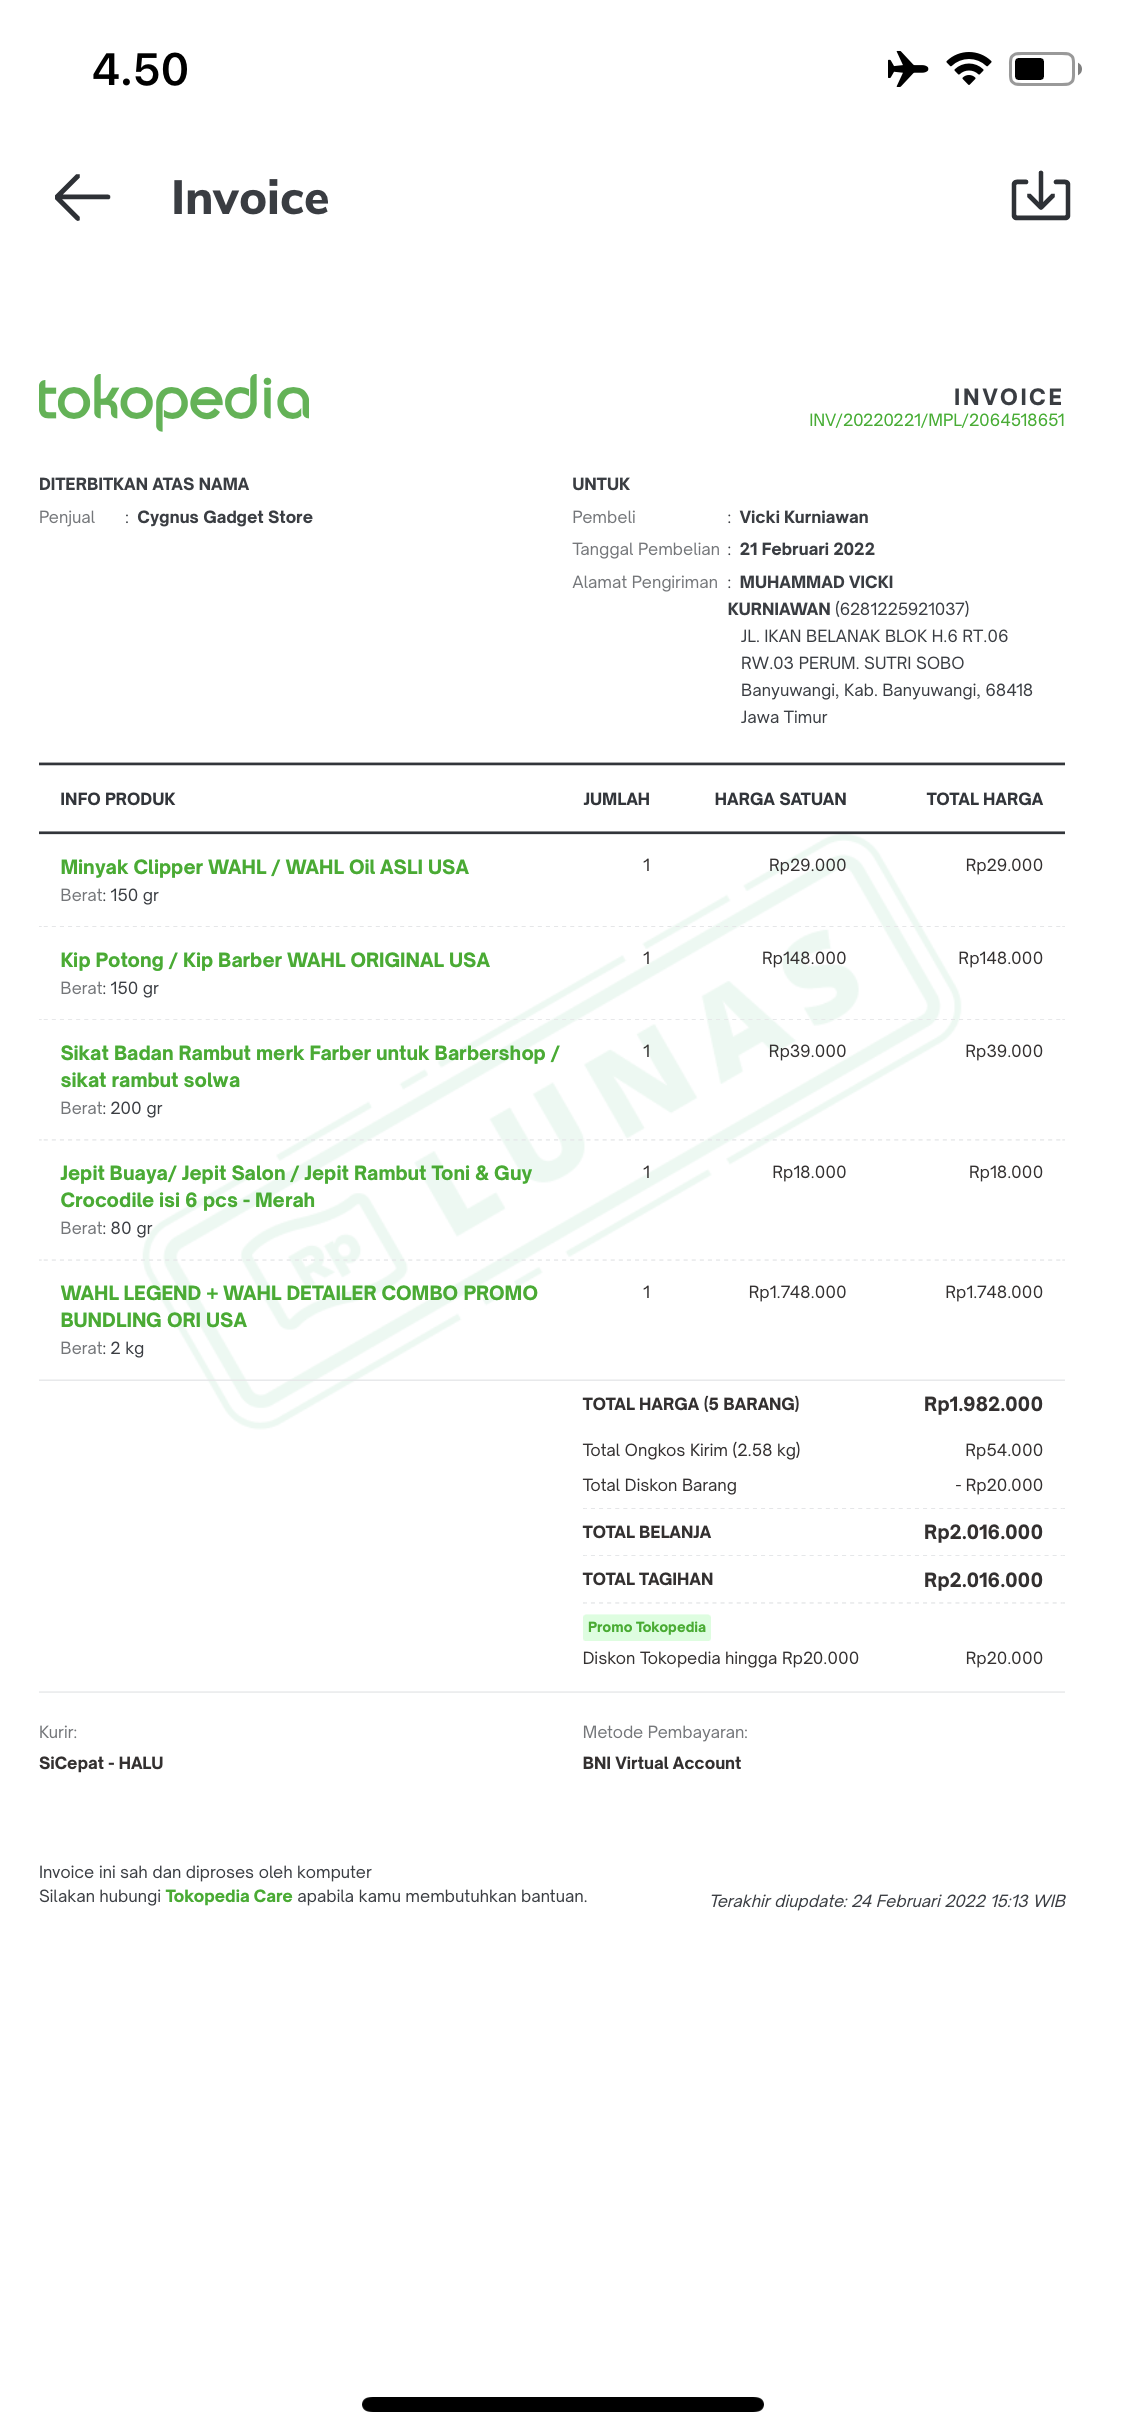 4.50
Invoice
tokopedia
INVOICE
INV/20220221/MPL/2064518651
DITERBITKAN ATAS NAMA
Penjual : Cygnus Gadget Store
UNTUK
Pembeli : Vicki Kurniawan
Tanggal Pembelian : 21 Februari 2022
Alamat Pengiriman : MUHAMMAD VICKI
KURNIAWAN (6281225921037)
JL. IKAN BELANAK BLOK H.6 RT.06
RW.03 PERUM. SUTRI SOBO
Banyuwangi, Kab. Banyuwangi, 68418
Jawa Timur
INFO PRODUK JUMLAH HARGA SATUAN TOTAL HARGA
Minyak Clipper WAHL / WAHL Oil ASLI USA 1 Rp29.000 Rp29.000
Berat: 150 gr
Kip Potong / Kip Barber WAHL ORIGINAL USA 1 Rp148.000 Rp148.000
Berat: 150 gr
Sikat Badan Rambut merk Farber untuk Barbershop / 1 Rp39.000 Rp39.000
sikat rambut solwa
Berat: 200 gr
Jepit Buaya/ Jepit Salon / Jepit Rambut Toni & Guy 1 Rp18.000 Rp18.000
Crocodile isi 6 pcs - Merah
Berat: 80 gr
WAHL LEGEND + WAHL DETAILER COMBO PROMO 1 Rp1.748.000 Rp1.748.000
BUNDLING ORI USA
Berat: 2 kg
Rp LUNAS
TOTAL HARGA (5 BARANG) Rp1.982.000
Total Ongkos Kirim (2.58 kg) Rp54.000
Total Diskon Barang - Rp20.000
TOTAL BELANJA Rp2.016.000
TOTAL TAGIHAN Rp2.016.000
Promo Tokopedia
Diskon Tokopedia hingga Rp20.000 Rp20.000
Kurir:
SiCepat - HALU
Metode Pembayaran:
BNI Virtual Account
Invoice ini sah dan diproses oleh komputer
Silakan hubungi Tokopedia Care apabila kamu membutuhkan bantuan.
Terakhir diupdate: 24 Februari 2022 15:13 WIB